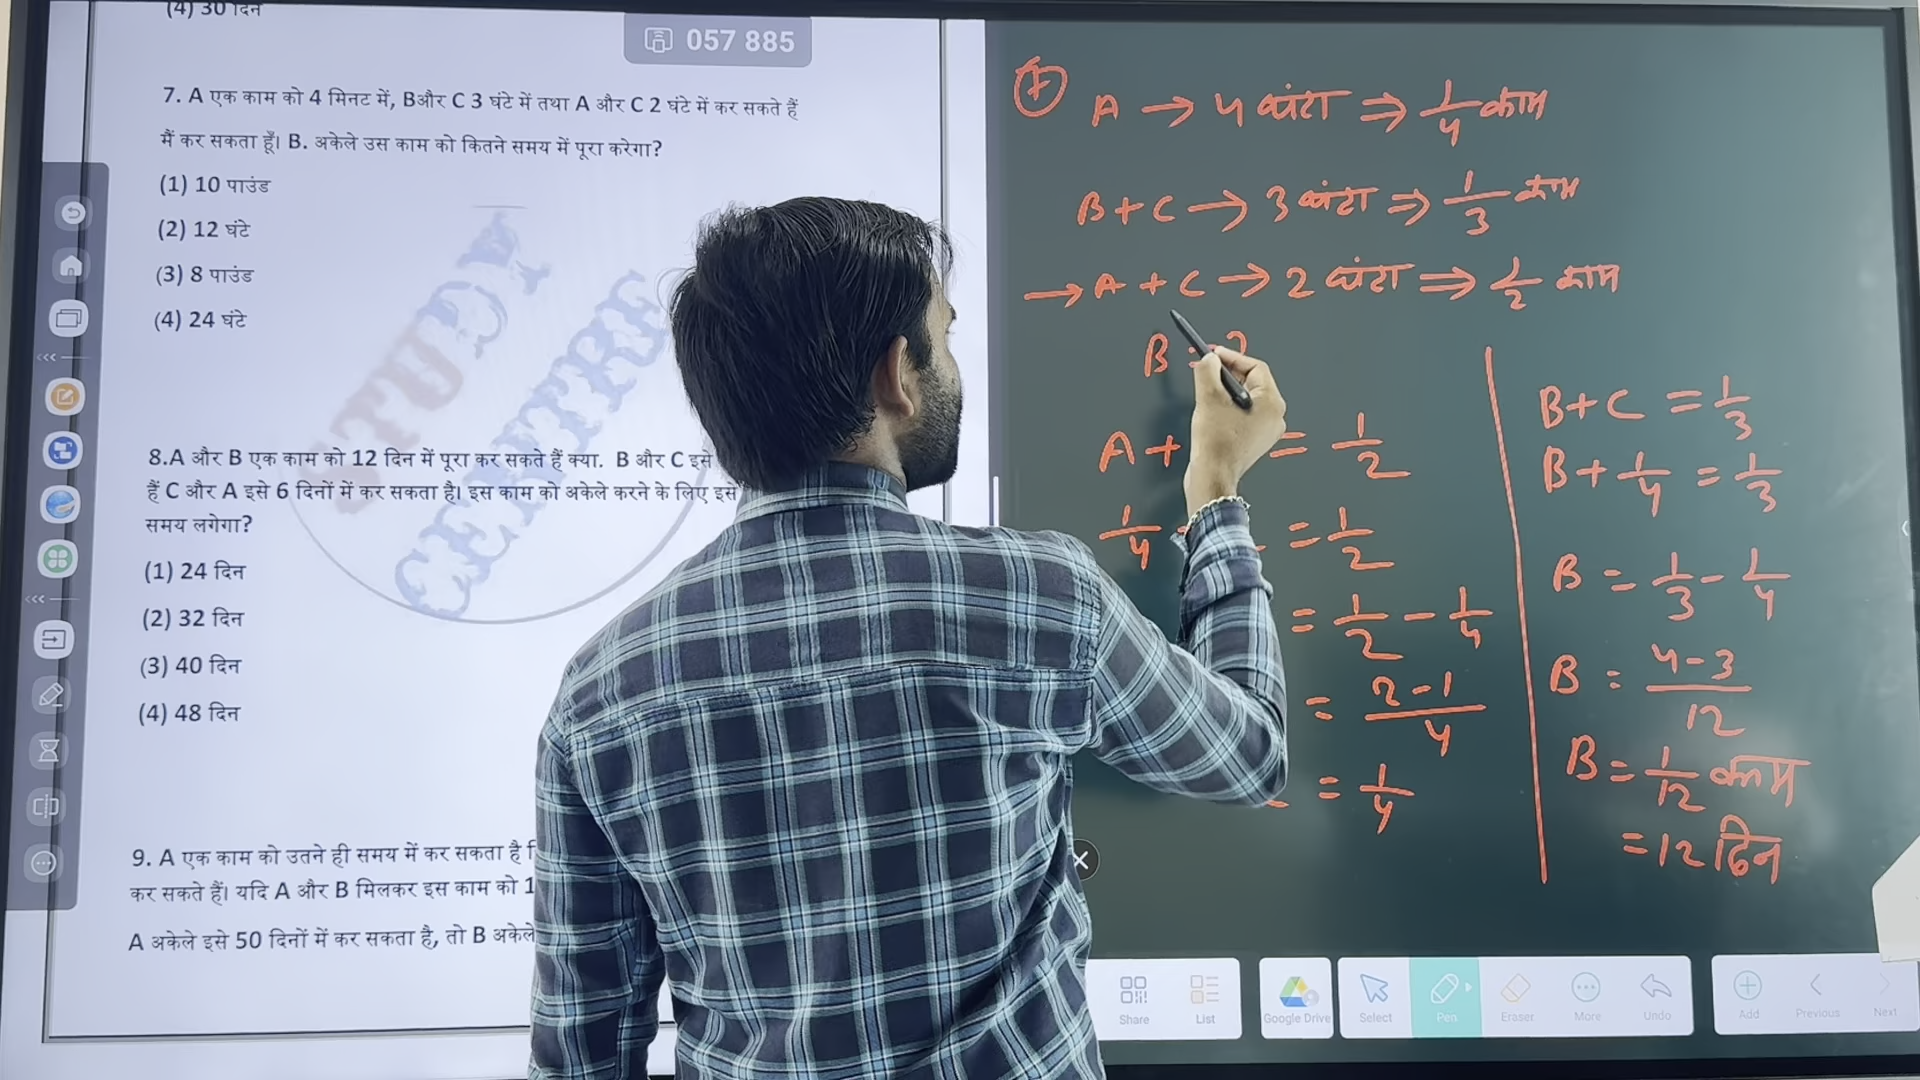 (4) 30 दिन
057 885
7. A एक काम को 4 मिनट में, Bऔर C 3 घंटे में तथा A और C 2 घंटे में कर सकते हैं
मैं कर सकता हूँ। B. अकेले उस काम को कितने समय में पूरा करेगा?
(1) 10 पाउंड
(2) 12 घंटे
(3) 8 पाउंड
(4) 24 घंटे
STUDY
CENTRE
8.A और B एक काम को 12 दिन में पूरा कर सकते हैं क्या. B और C इसे
हैं C और A इसे 6 दिनों में कर सकता है। इस काम को अकेले करने के लिए इसे
समय लगेगा?
(1) 24 दिन
(2) 32 दिन
(3) 40 दिन
(4) 48 दिन
9. A एक काम को उतने ही समय में कर सकता है
कर सकते हैं। यदि A और B मिलकर इस काम को 1
A अकेले इसे 50 दिनों में कर सकता है, तो B अकेले
7 A → 4 घंटा ⇒ 1/4 काम
B+C → 3 घंटा ⇒ 1/3 काम
→ A + C → 2 घंटा ⇒ 1/2 काम
B = ?
A + = 1/2
1/4 = 1/2
= 1/2 - 1/4
= 2-1/4
= 1/4
B+C = 1/3
B + 1/4 = 1/3
B = 1/3 - 1/4
B = 4-3/12
B = 1/12 काम
= 12 दिन
Share List Google Drive Select Pen Eraser More Undo Add Previous Next